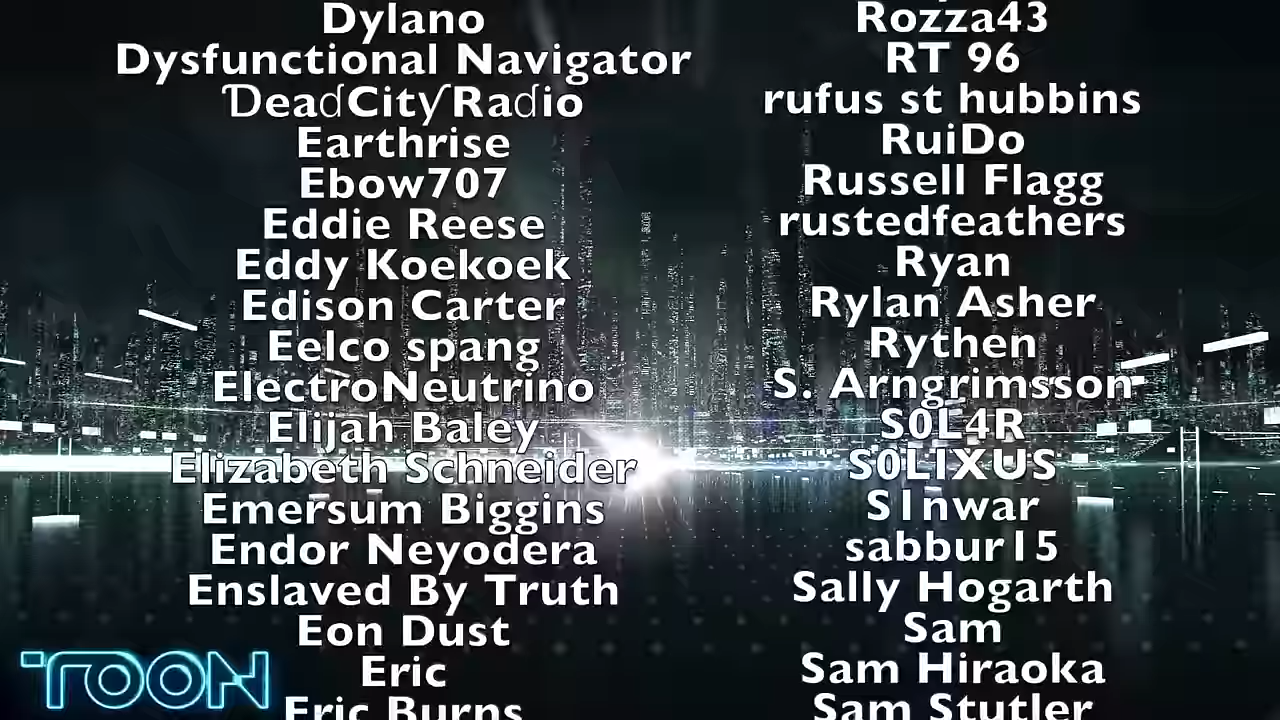 Dylano
Dysfunctional Navigator
ƊeaɗCityƳRaɗio
Earthrise
Ebow707
Eddie Reese
Eddy Koekoek
Edison Carter
Eelco spang
ElectroNeutrino
Elijah Baley
Elizabeth Schneider
Emersum Biggins
Endor Neyodera
Enslaved By Truth
Eon Dust
Eric
Eric Burns
Rozza43
RT 96
rufus st hubbins
RuiDo
Russell Flagg
rustedfeathers
Ryan
Rylan Asher
Rythen
S. Arngrimsson
S0L4R
S0LIXUS
S1nwar
sabbur15
Sally Hogarth
Sam
Sam Hiraoka
Sam Stutler
TOON